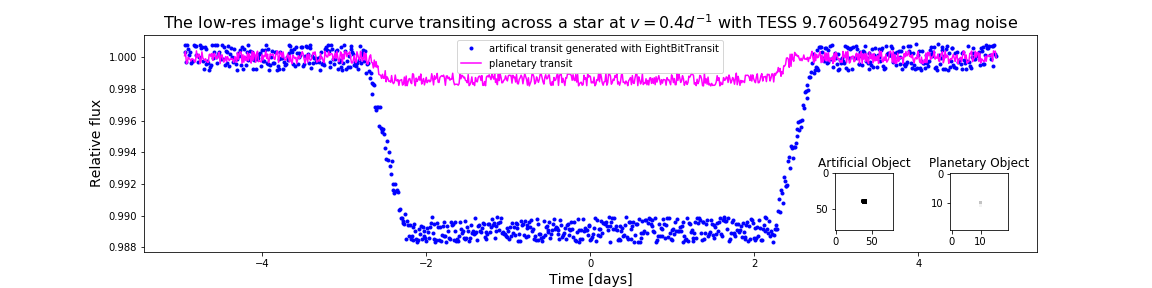 The low-res image's light curve transiting across a star at v = 0.4d⁻¹ with TESS 9.76056492795 mag noise
artifical transit generated with EightBitTransit
planetary transit
Relative flux
1.000
0.998
0.996
0.994
0.992
0.990
0.988
Artificial Object
0
50
0
50
Planetary Object
0
10
0
10
−4
−2
0
2
4
Time [days]